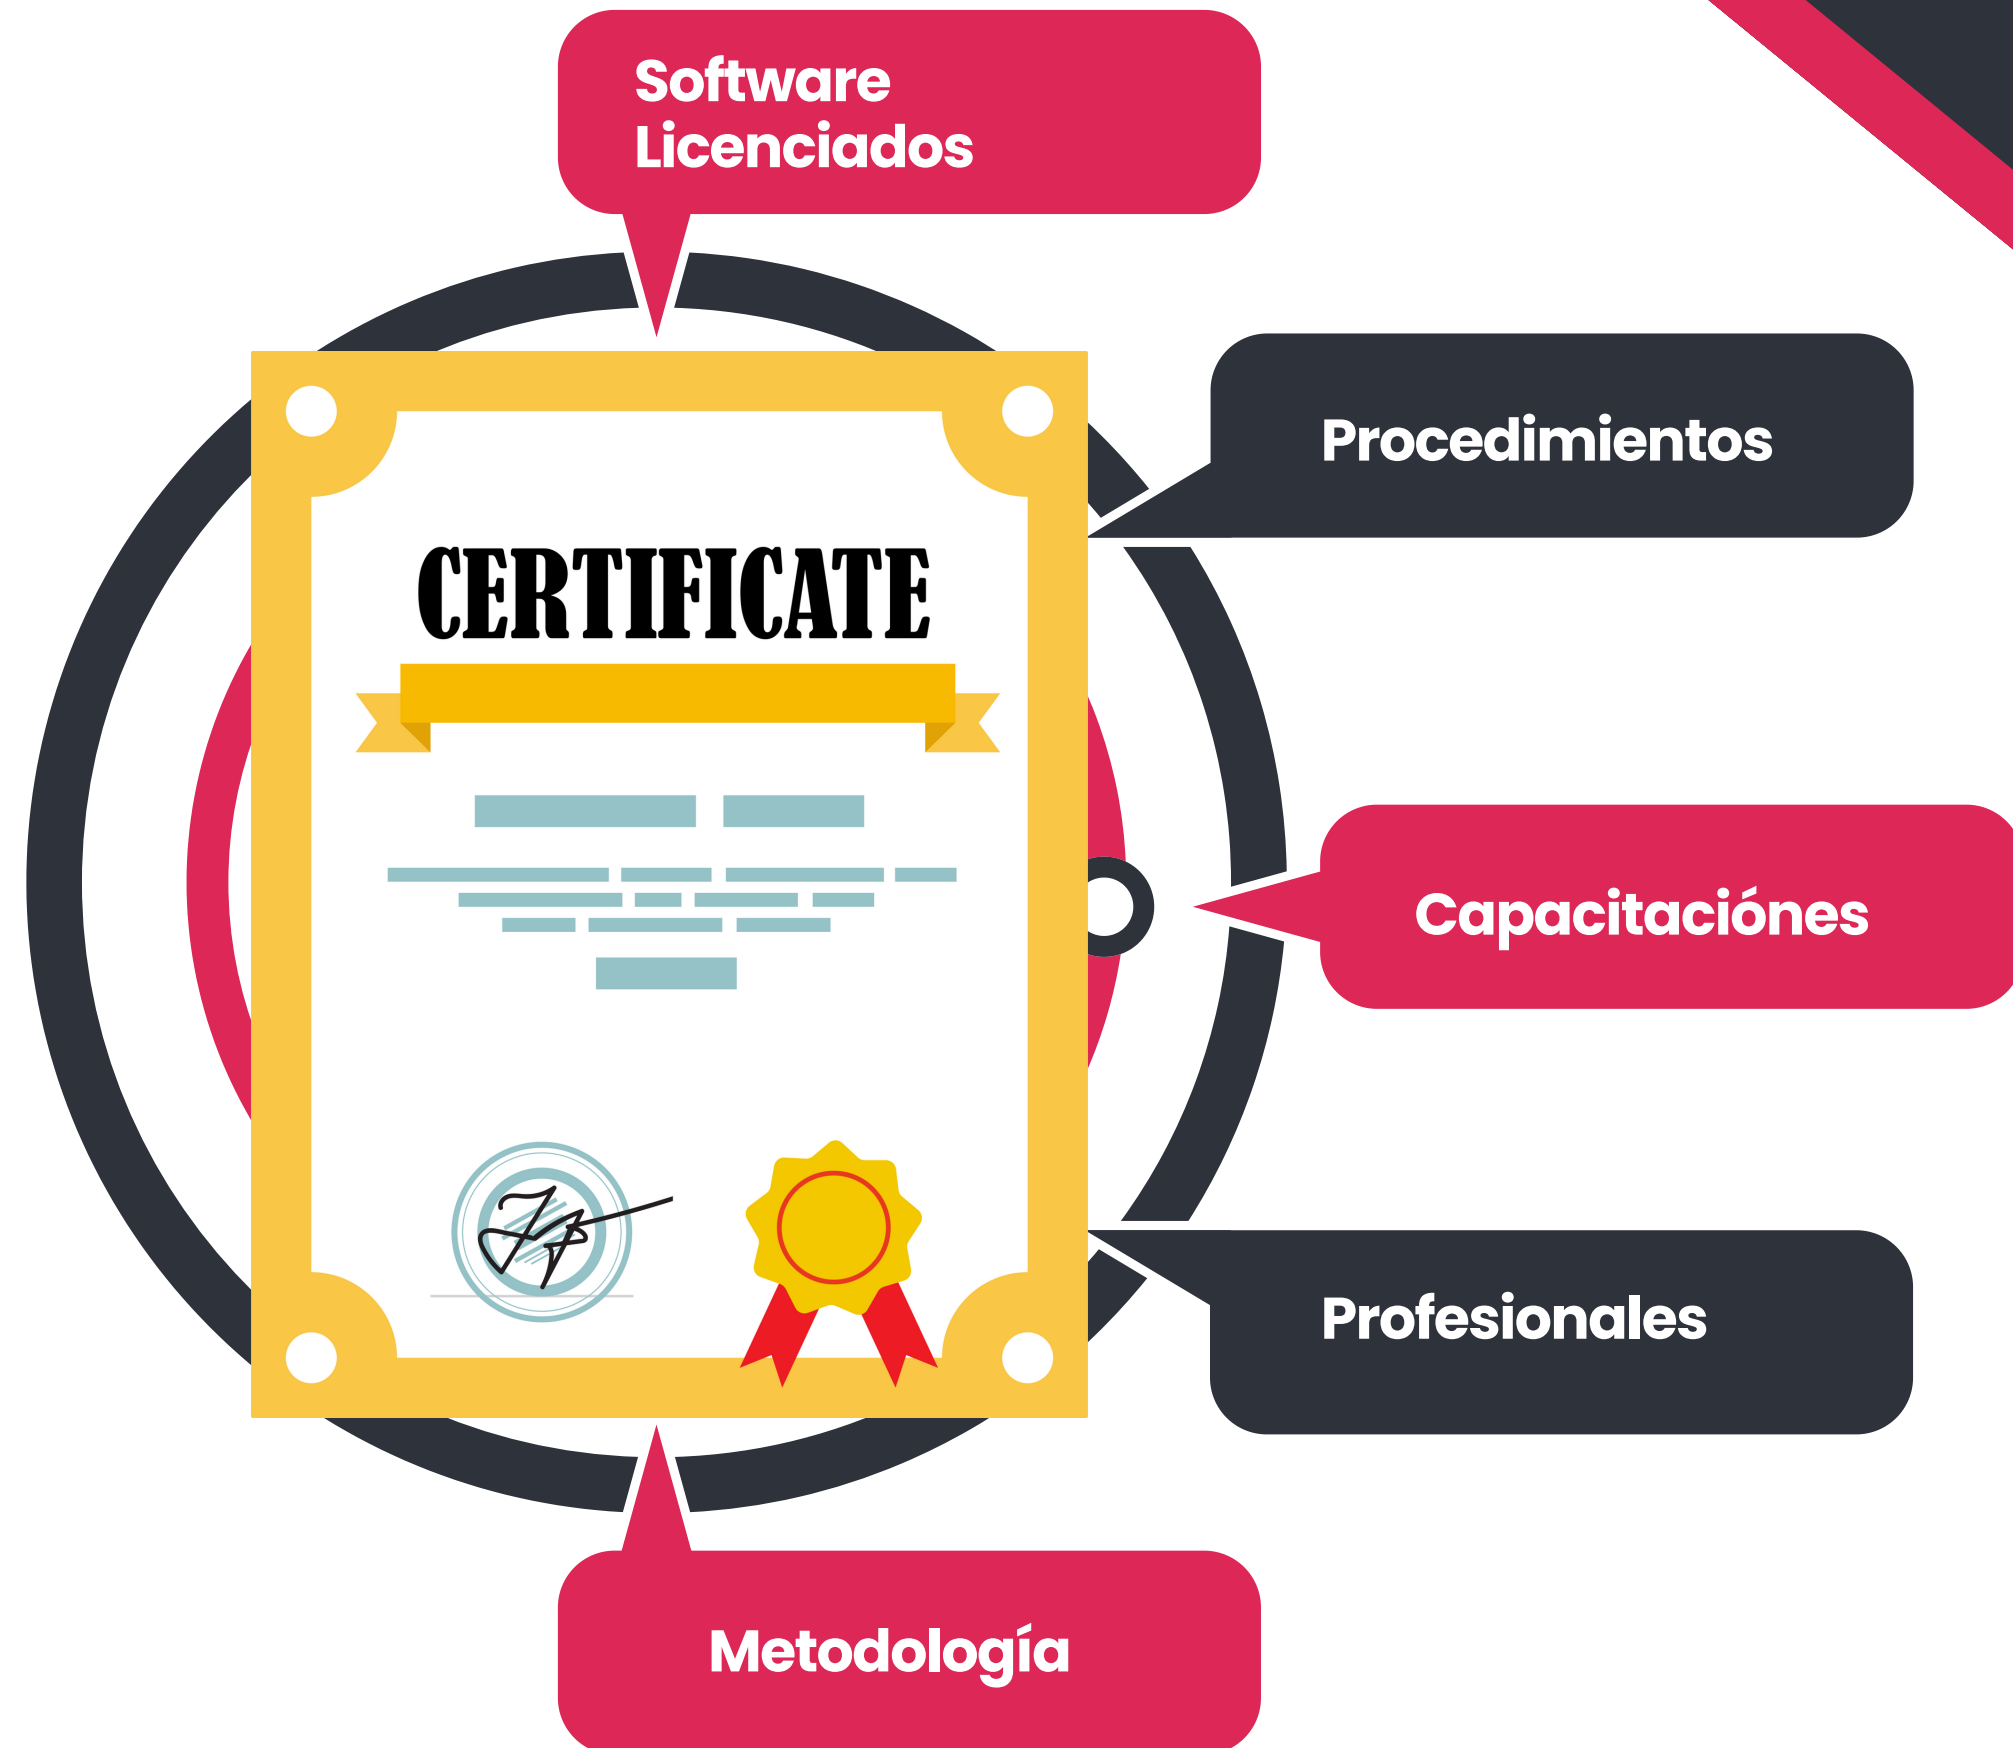 Software
Licenciados
Procedimientos
CERTIFICATE
Capacitaciónes
Profesionales
Metodología